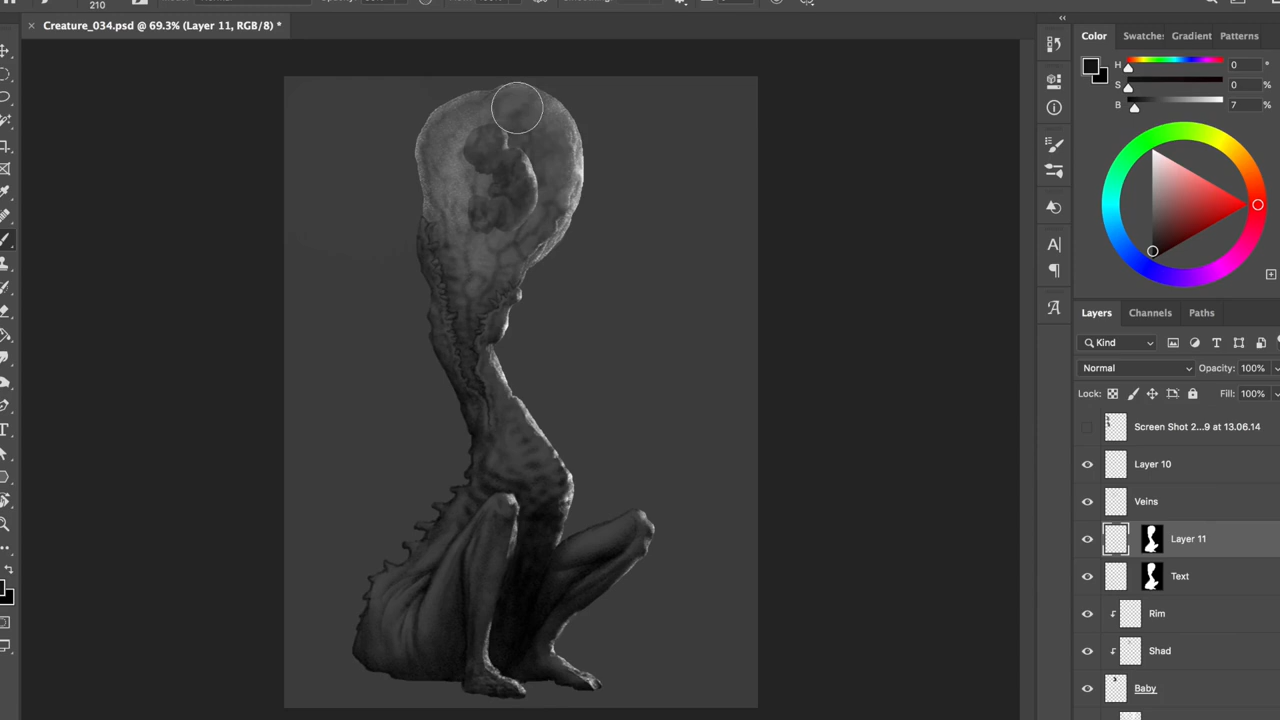 210
× Creature_034.psd @ 69.3% (Layer 11, RGB/8) *
Color Swatches Gradient Patterns
H 0 °
S 0 %
B 7 %
Layers Channels Paths
Kind
Normal Opacity: 100%
Lock: Fill: 100%
Screen Shot 2...9 at 13.06.14
Layer 10
Veins
Layer 11
Text
Rim
Shad
Baby